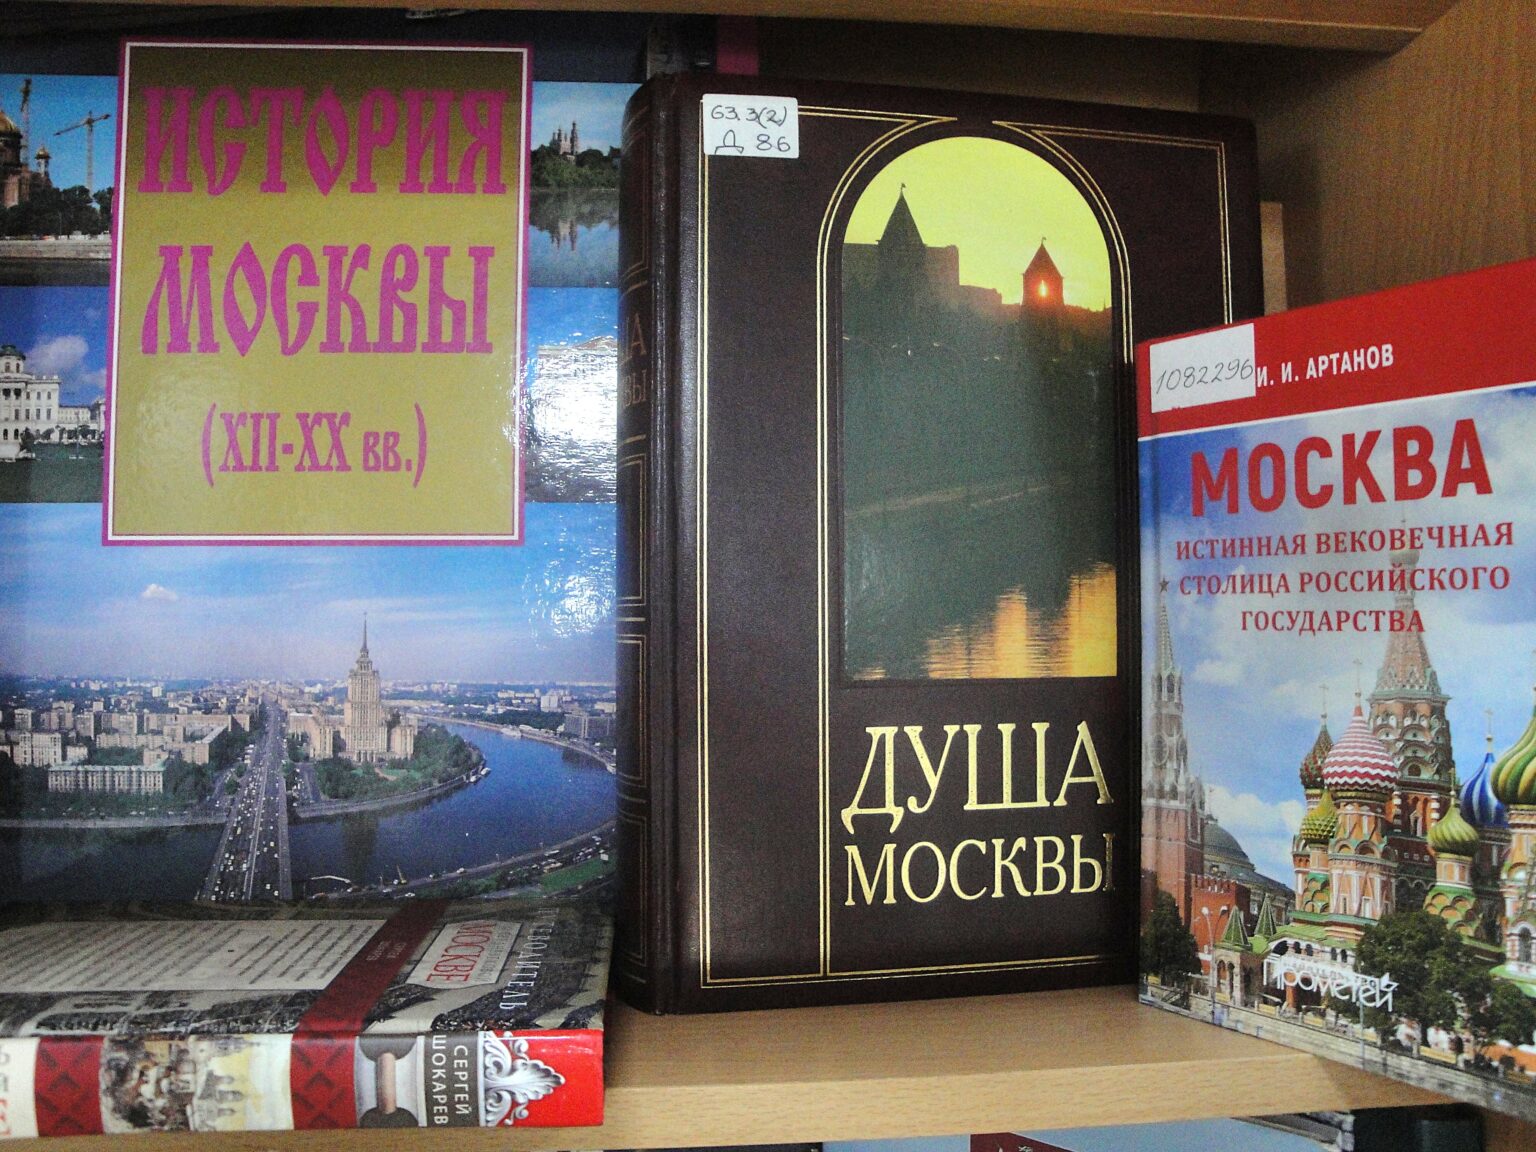 ИСТОРИЯ
МОСКВЫ
(XII-XX вв.)
63.3(2)
Д 86
ДУША
МОСКВЫ
1082296
И. И. АРТАНОВ
МОСКВА
ИСТИННАЯ ВЕКОВЕЧНАЯ
СТОЛИЦА РОССИЙСКОГО
ГОСУДАРСТВА
Прометей
МОСКВЕ
СЕРГЕЙ
ШОКАРЕВ